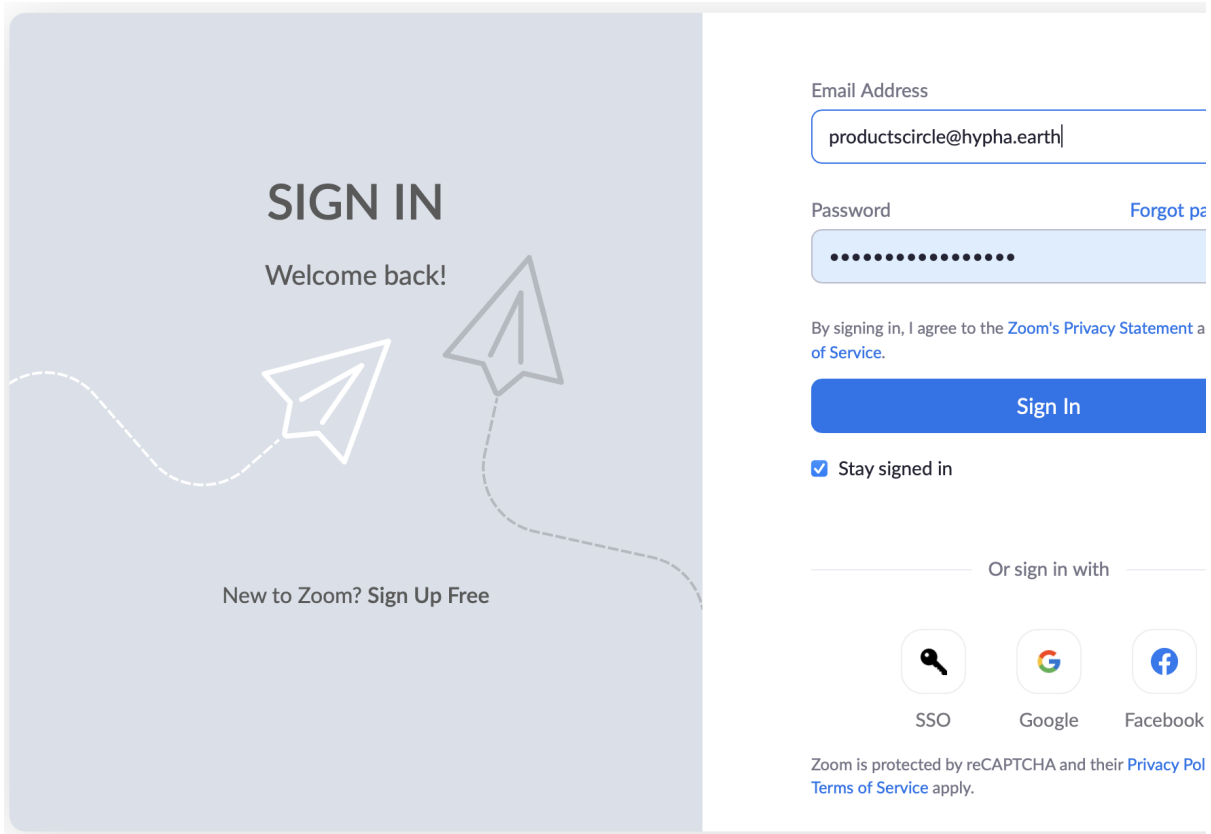 SIGN IN
Welcome back!
New to Zoom? Sign Up Free
Email Address
productscircle@hypha.earth
Password Forgot
•••••••••••••••••
By signing in, I agree to the Zoom's Privacy Statement
of Service.
Sign In
Stay signed in
Or sign in with
SSO Google Facebook
Zoom is protected by reCAPTCHA and their Privacy
Terms of Service apply.